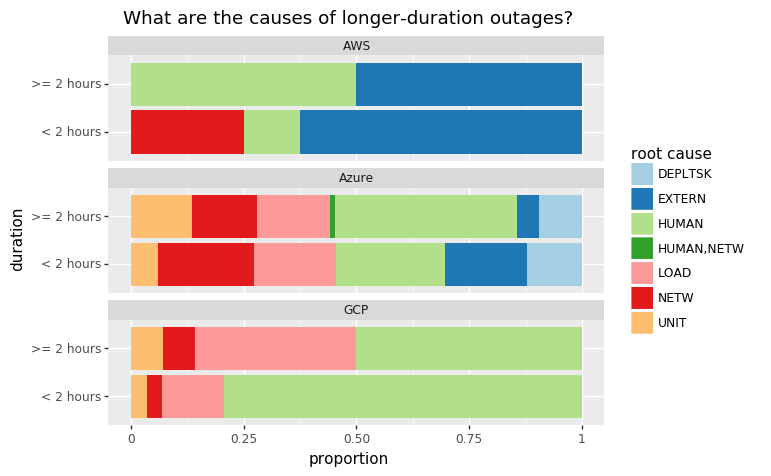 What are the causes of longer-duration outages?
AWS
>= 2 hours
< 2 hours
Azure
>= 2 hours
< 2 hours
GCP
>= 2 hours
< 2 hours
0 0.25 0.50 0.75 1
proportion
duration
root cause
DEPLTSK
EXTERN
HUMAN
HUMAN,NETW
LOAD
NETW
UNIT